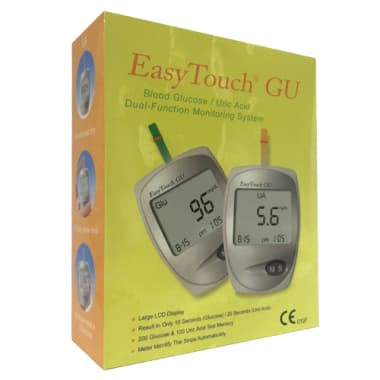 EasyTouch® GU
Blood Glucose / Uric Acid
Dual-Function Monitoring System
EasyTouch GU
Glu
96
8-15 pm 1:05
EasyTouch GU
UA
5.6
8-15 pm 1:05
M S
• Large LCD Display
• Result In Only 10 Seconds (Glucose) / 20 Seconds (Uric Acid)
• 200 Glucose & 100 Uric Acid Test Memory
• Meter Identify The Strips Automatically
CE